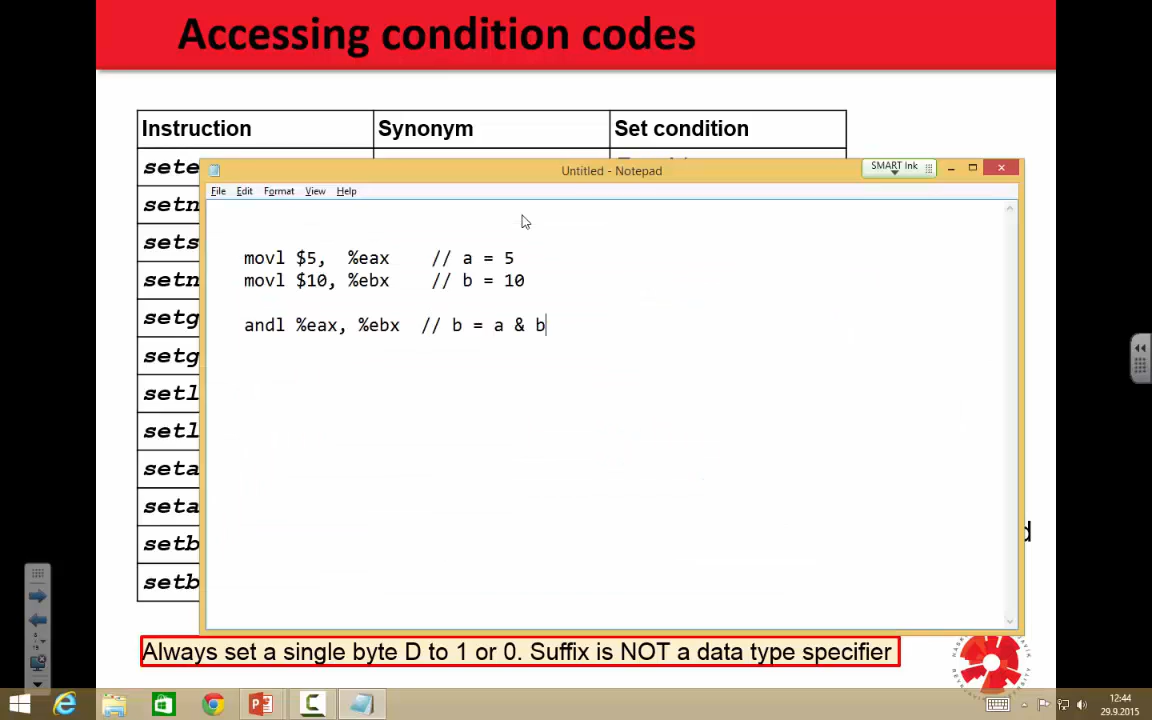 Accessing condition codes
Instruction Synonym Set condition
sete
Untitled - Notepad
SMART Ink
File Edit Format View Help
setn
sets
movl $5, %eax // a = 5
setn
movl $10, %ebx // b = 10
setg
andl %eax, %ebx // b = a & b
setg
setl
setl
seta
seta
setb
d
setb
Always set a single byte D to 1 or 0. Suffix is NOT a data type specifier
12:44
29.9.2015